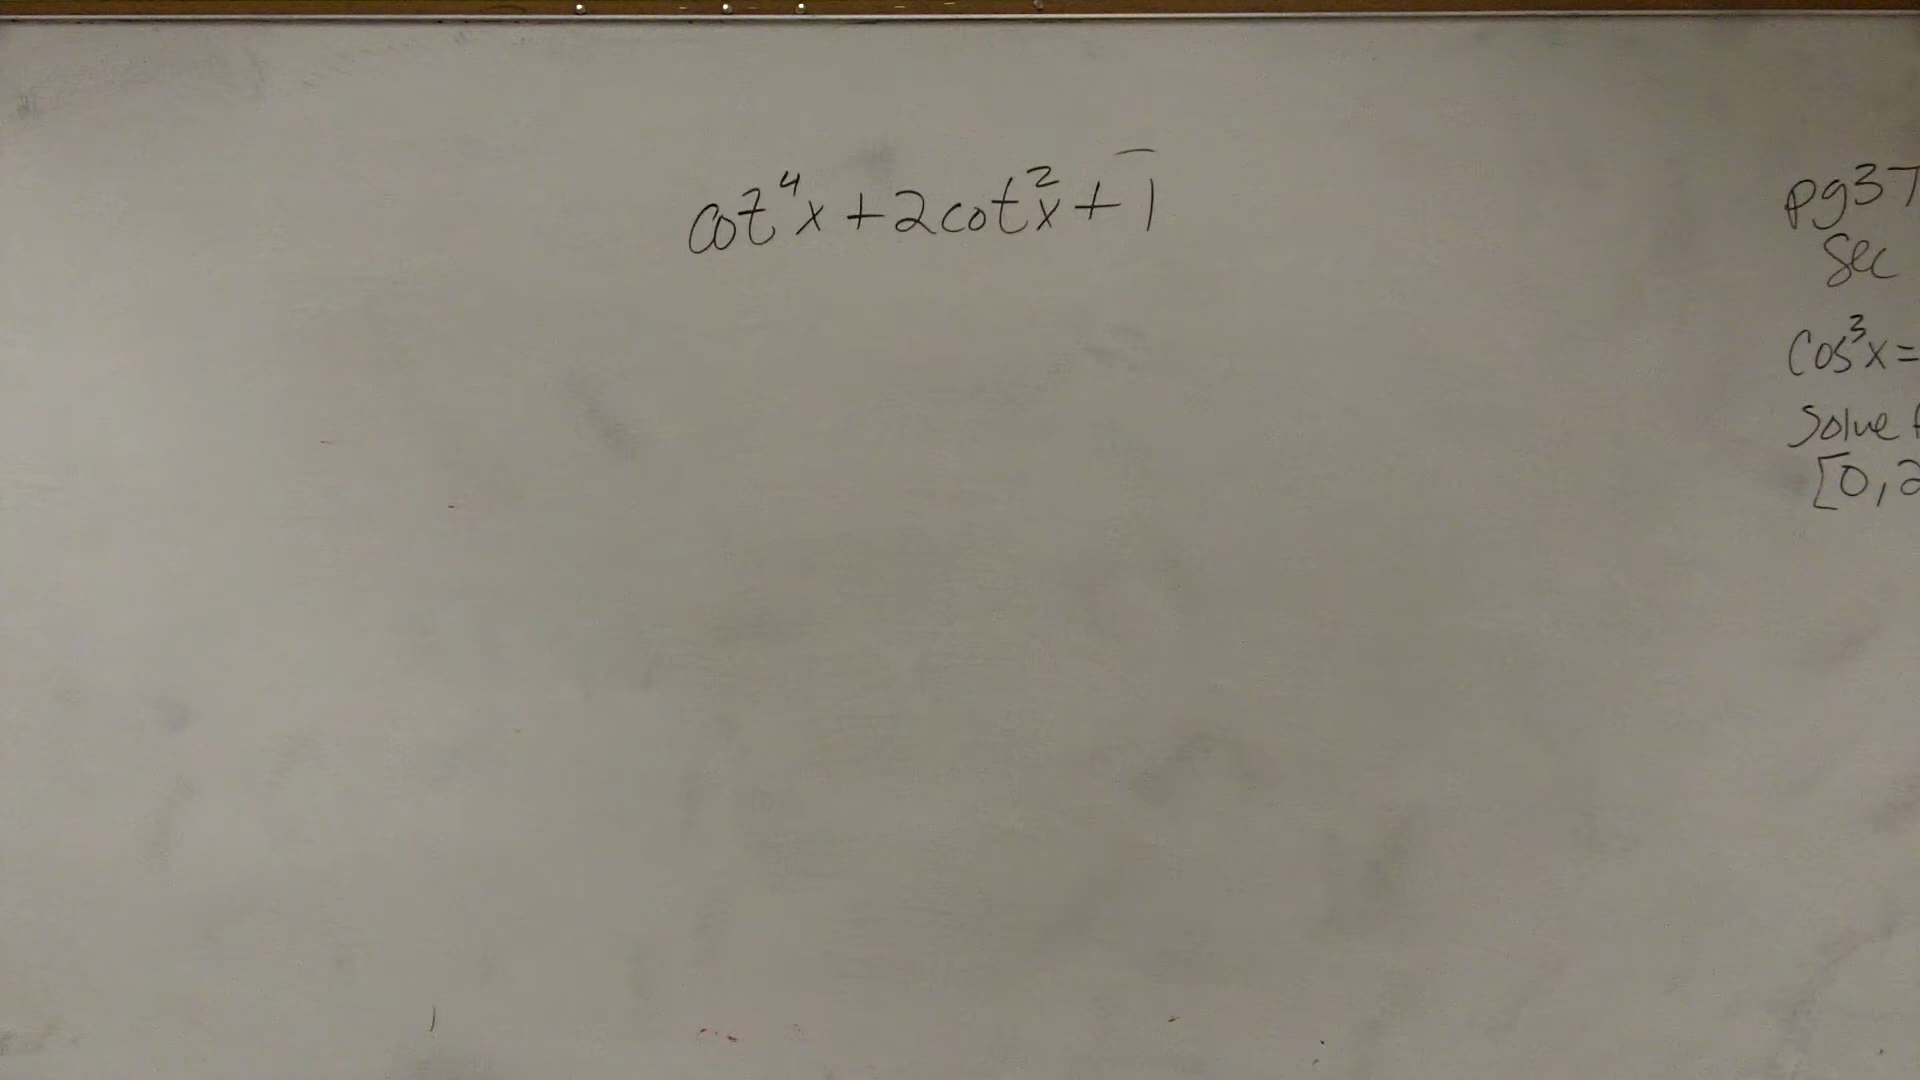 cot⁴x + 2cot²x + 1
pg37
Sec
Cos³x =
Solve f
[0, 2